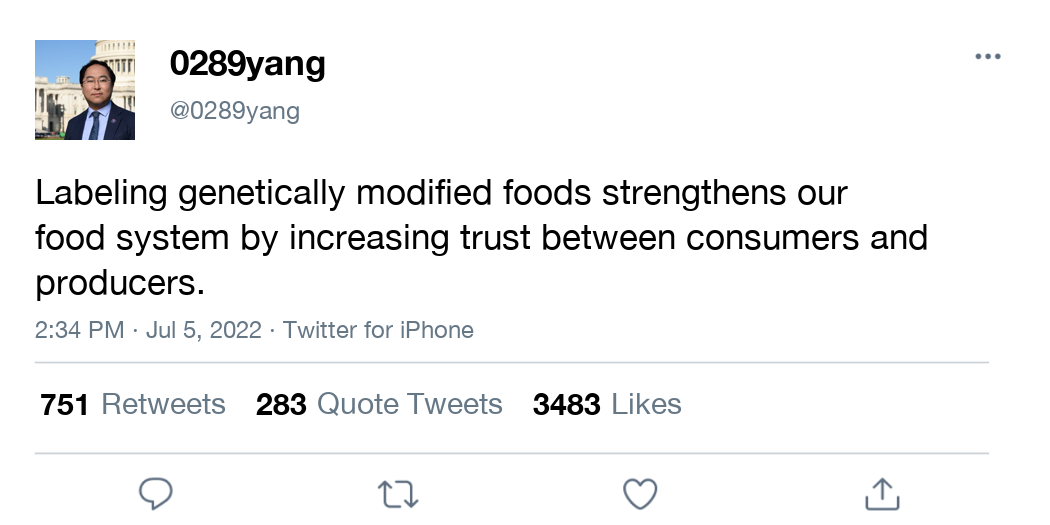 0289yang
@0289yang
Labeling genetically modified foods strengthens our
food system by increasing trust between consumers and
producers.
2:34 PM · Jul 5, 2022 · Twitter for iPhone
751 Retweets 283 Quote Tweets 3483 Likes